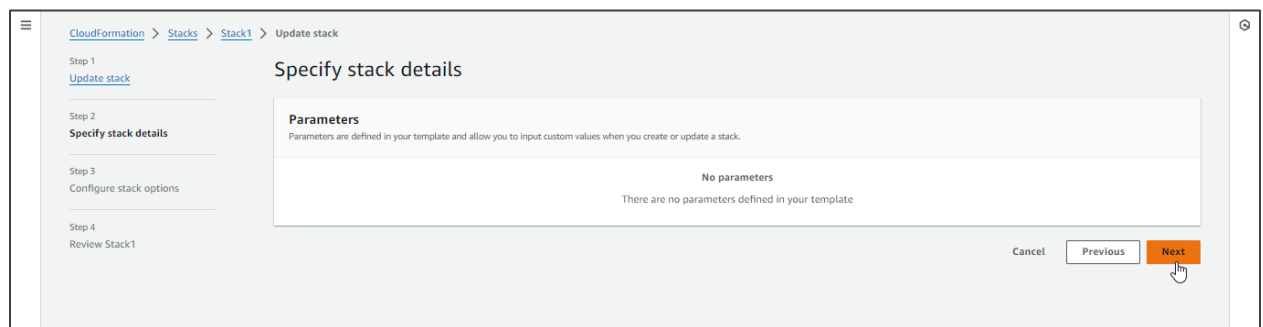 CloudFormation > Stacks > Stack1 > Update stack
Step 1
Update stack
Step 2
Specify stack details
Step 3
Configure stack options
Step 4
Review Stack1
Specify stack details
Parameters
Parameters are defined in your template and allow you to input custom values when you create or update a stack.
No parameters
There are no parameters defined in your template
Cancel Previous Next